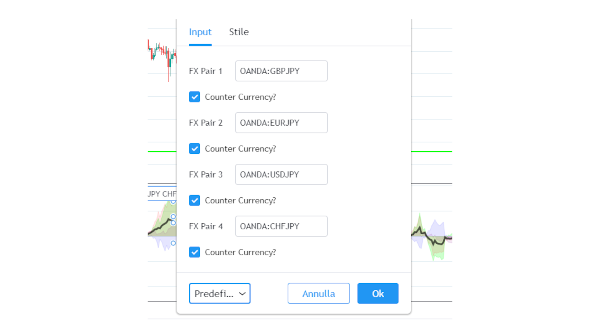 Input Stile
FX Pair 1 OANDA:GBPJPY
Counter Currency?
FX Pair 2 OANDA:EURJPY
Counter Currency?
FX Pair 3 OANDA:USDJPY
Counter Currency?
JPY CHF
FX Pair 4 OANDA:CHFJPY
Counter Currency?
Predefi... Annulla Ok